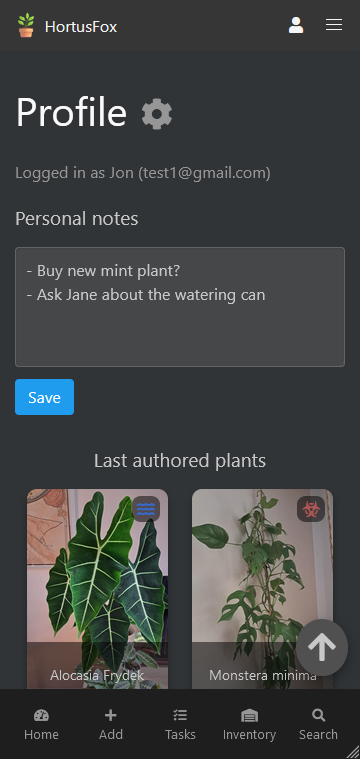 HortusFox
Profile
Logged in as Jon (test1@gmail.com)
Personal notes
- Buy new mint plant?
- Ask Jane about the watering can
Save
Last authored plants
Alocasia Frydek
Monstera minima
Home
Add
Tasks
Inventory
Search